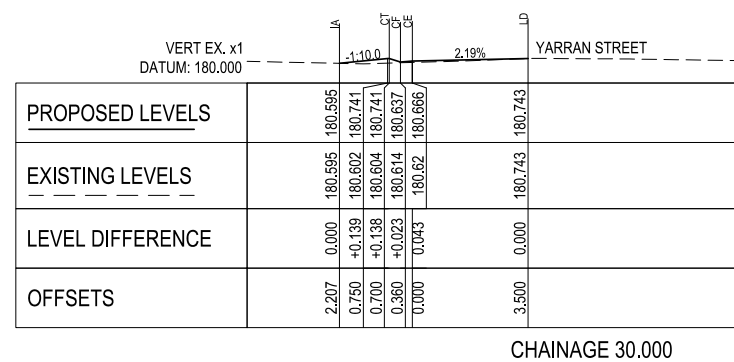 IA CT CF CE LD
VERT EX. x1
-1:10.0 2.19% YARRAN STREET
DATUM: 180.000
PROPOSED LEVELS 180.595 180.741 180.741 180.637 180.666 180.743
EXISTING LEVELS 180.595 180.602 180.604 180.614 180.62 180.743
LEVEL DIFFERENCE 0.000 +0.139 +0.138 +0.023 0.043 0.000
OFFSETS 2.207 0.750 0.700 0.360 0.000 3.500
CHAINAGE 30.000